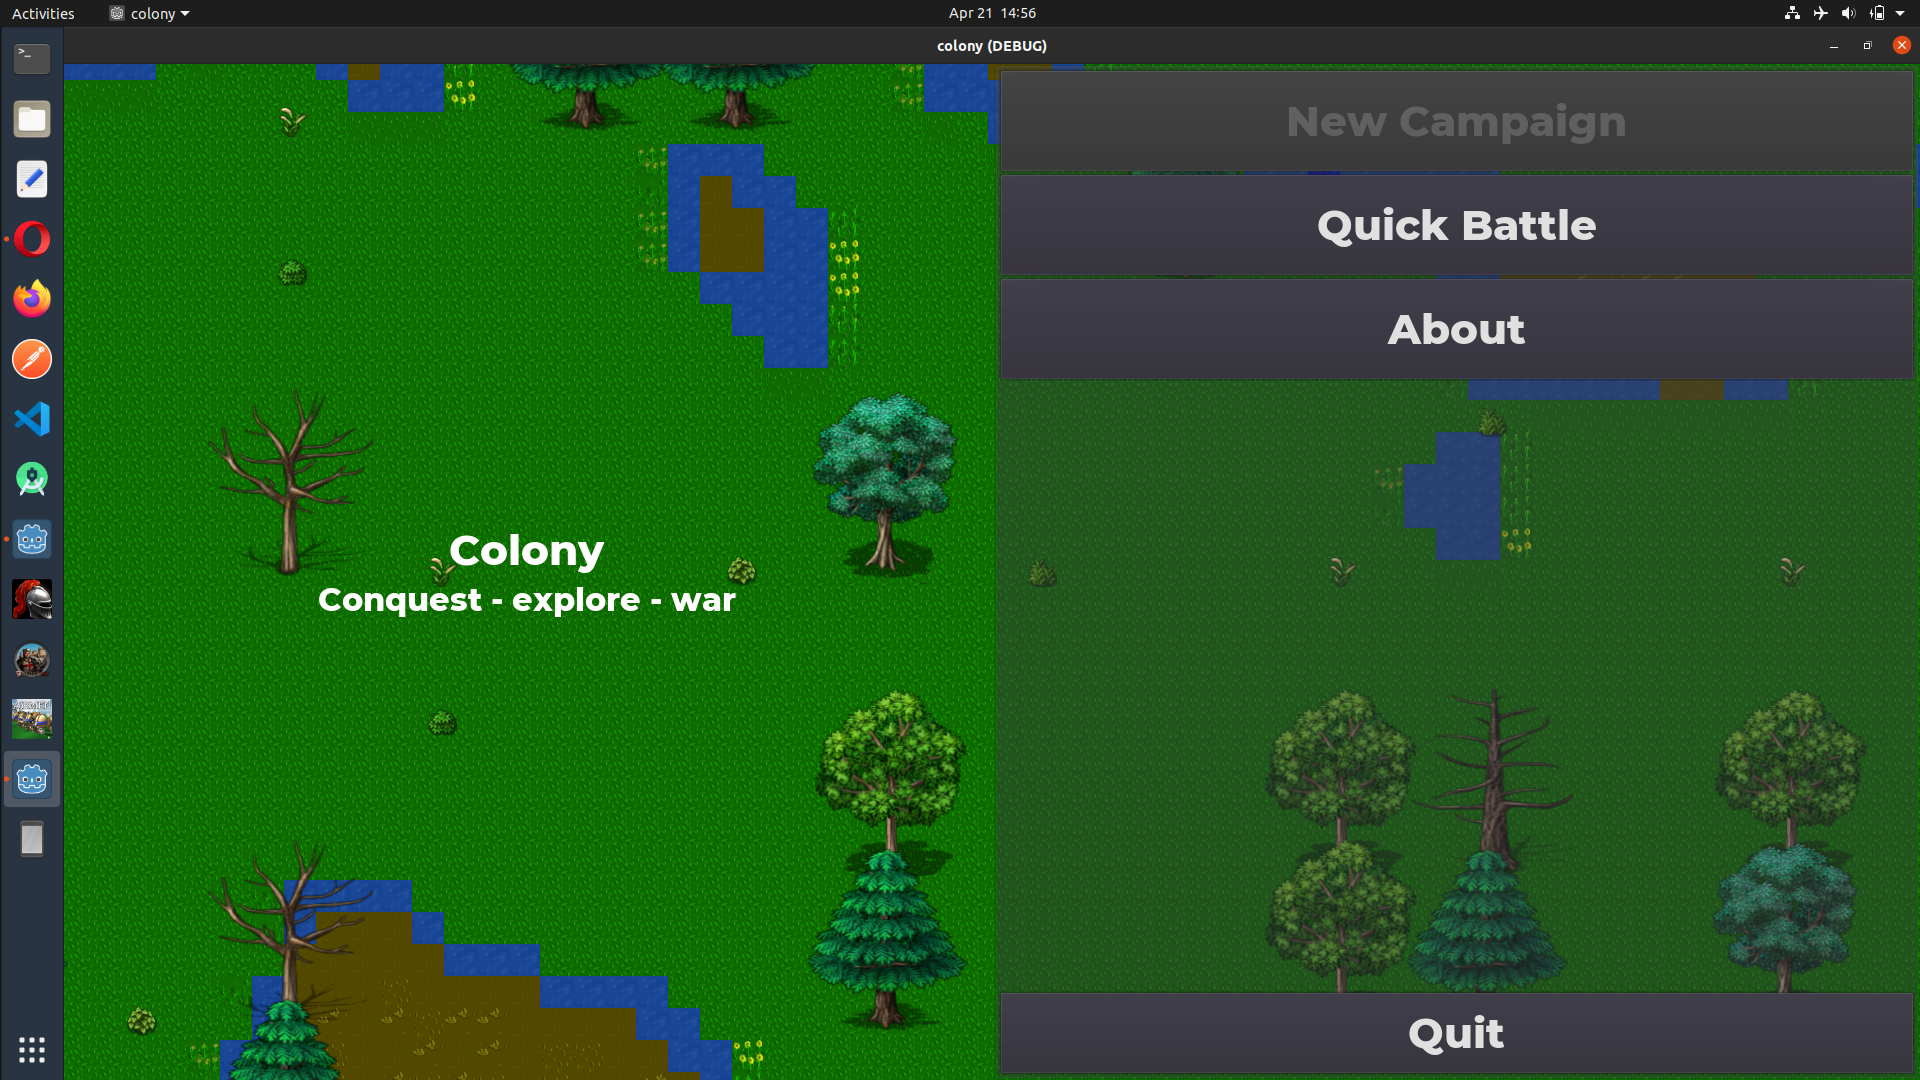 Activities
colony
Apr 21 14:56
colony (DEBUG)
New Campaign
Quick Battle
About
Colony
Conquest - explore - war
Quit